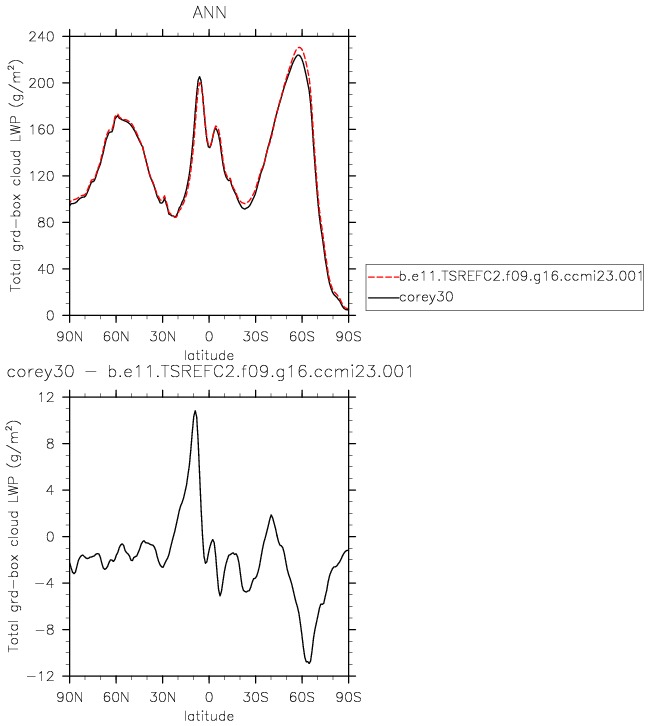 ANN
Total grd-box cloud LWP (g/m²)
240
200
160
120
80
40
0
90N 60N 30N 0 30S 60S 90S
latitude
b.e11.TSREFC2.f09.g16.ccmi23.001
corey30
corey30 - b.e11.TSREFC2.f09.g16.ccmi23.001
Total grd-box cloud LWP (g/m²)
12
8
4
0
-4
-8
-12
90N 60N 30N 0 30S 60S 90S
latitude